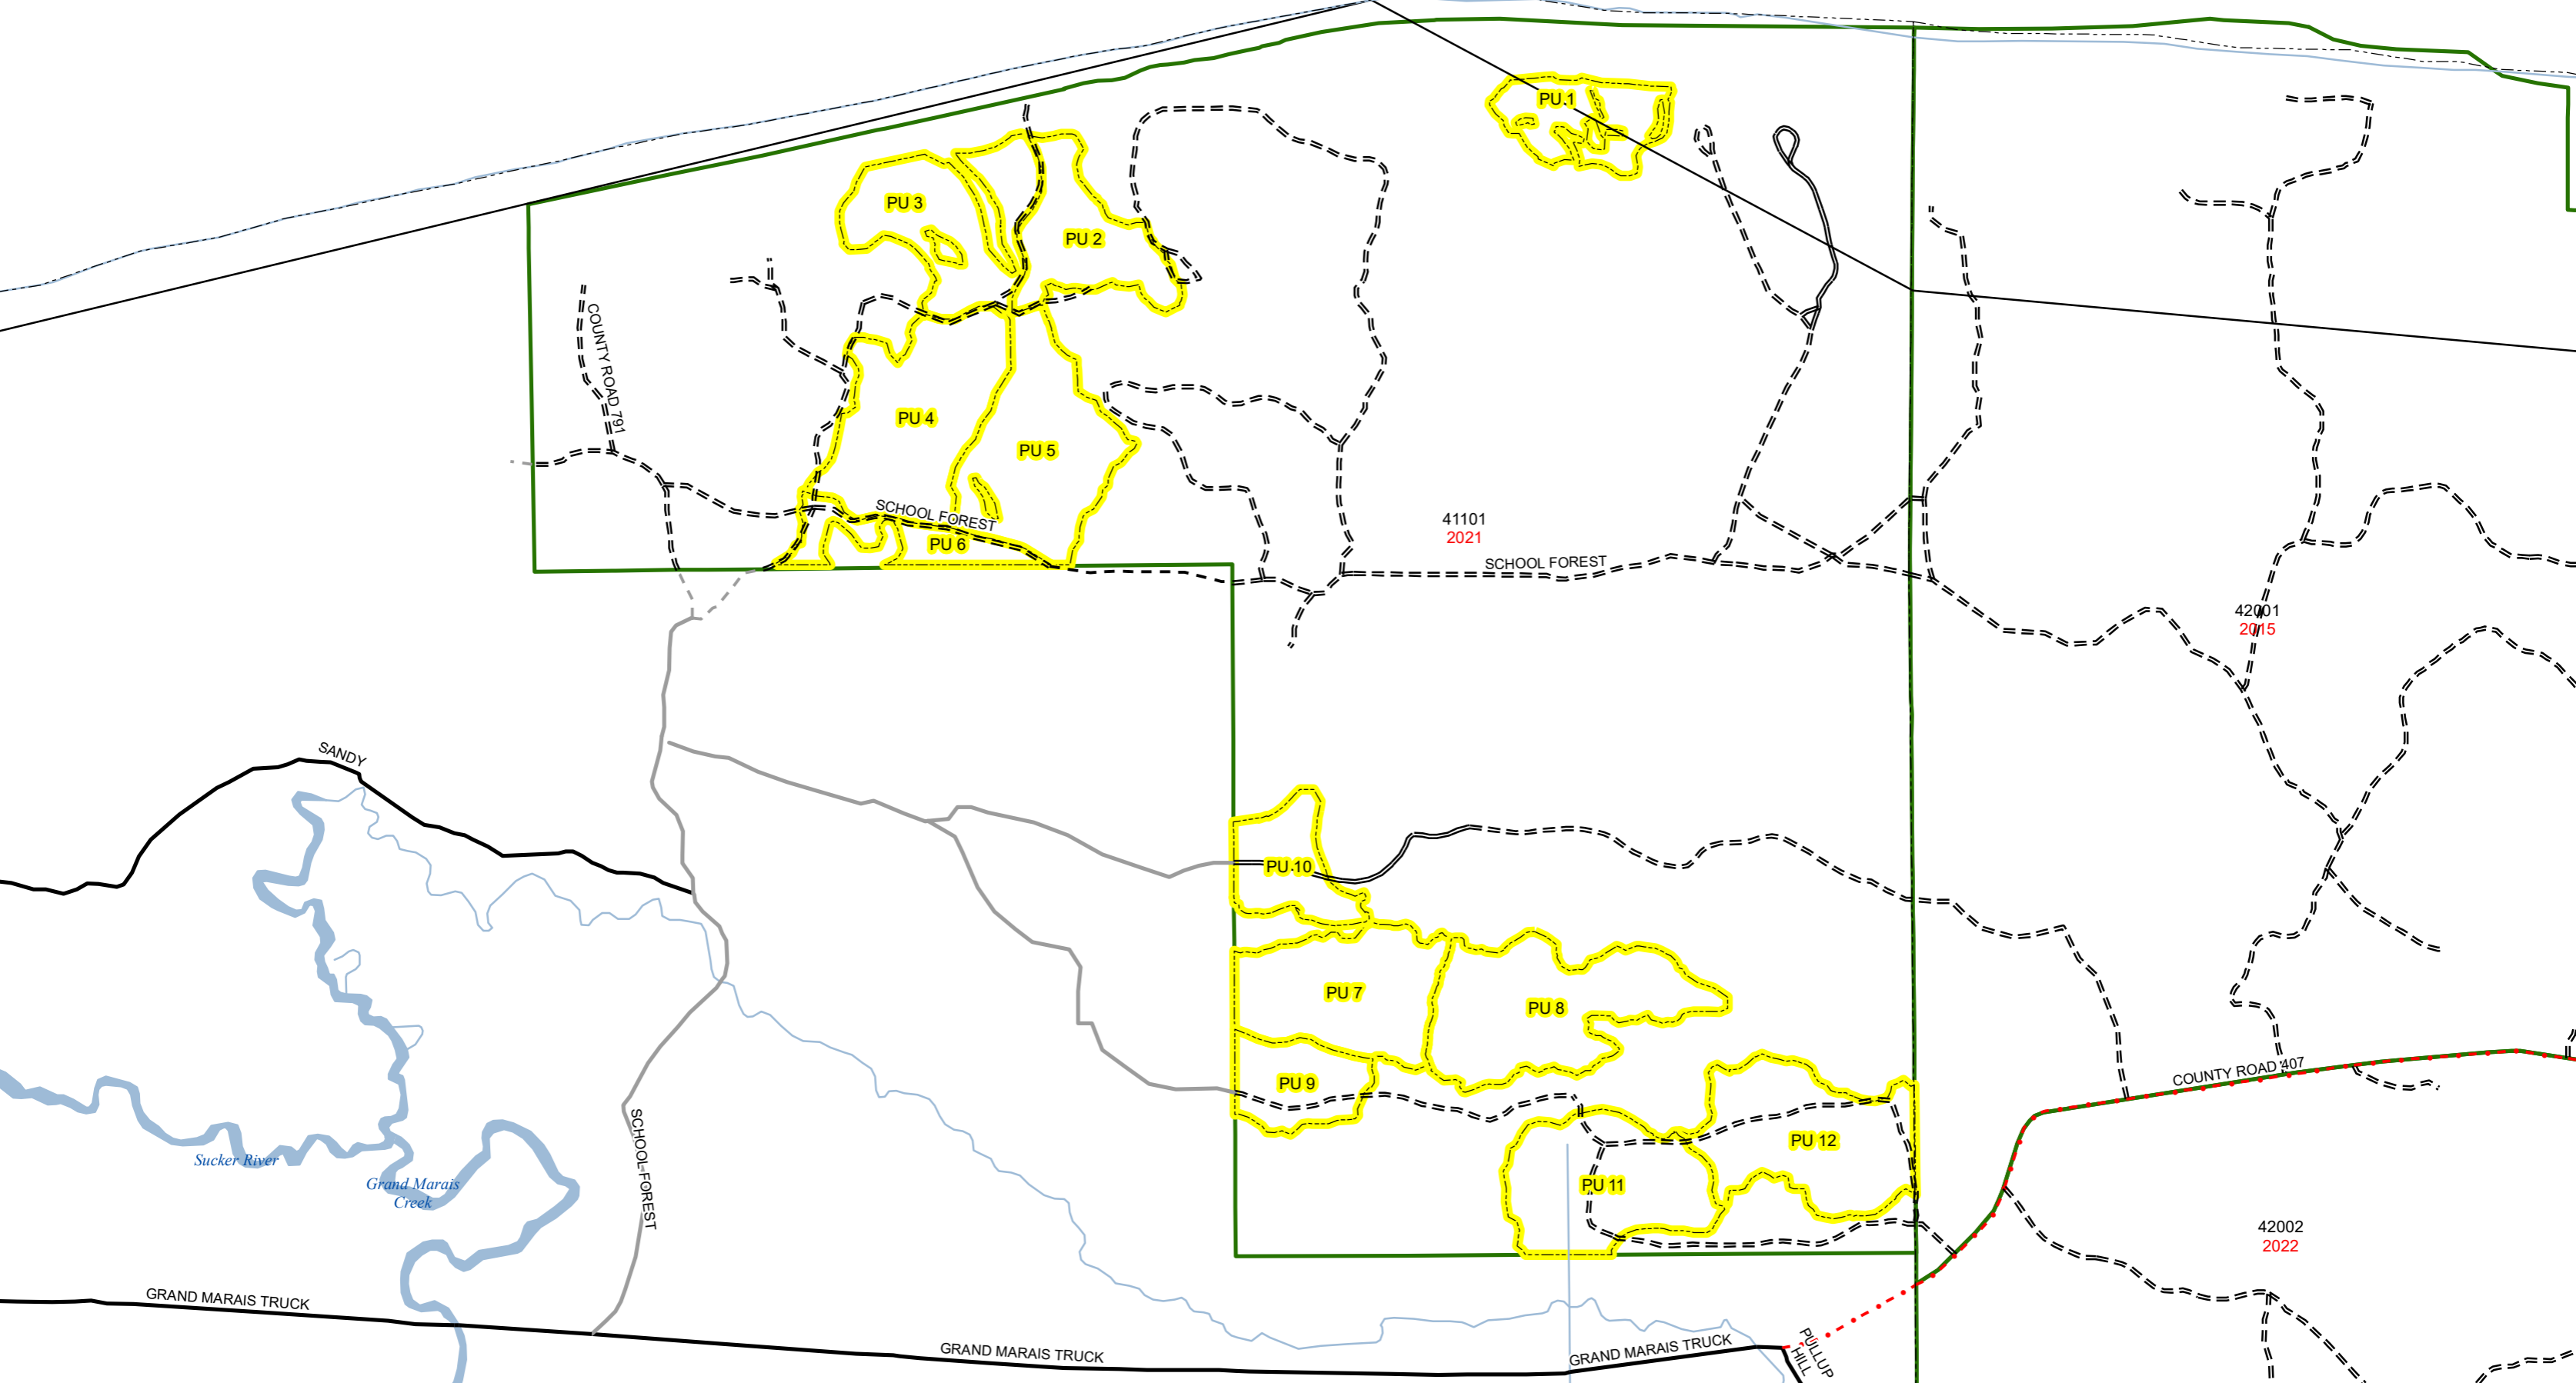 PU 1
PU 3
PU 2
COUNTY ROAD 791
PU 4
PU 5
SCHOOL FOREST
PU 6
41101
2021
SCHOOL FOREST
42001
2015
SANDY
PU 10
PU 7
PU 8
PU 9
COUNTY ROAD 407
PU 12
SCHOOL FOREST
Sucker River
Grand Marais
Creek
PU 11
42002
2022
GRAND MARAIS TRUCK
GRAND MARAIS TRUCK
GRAND MARAIS TRUCK
PULLUP
HILL